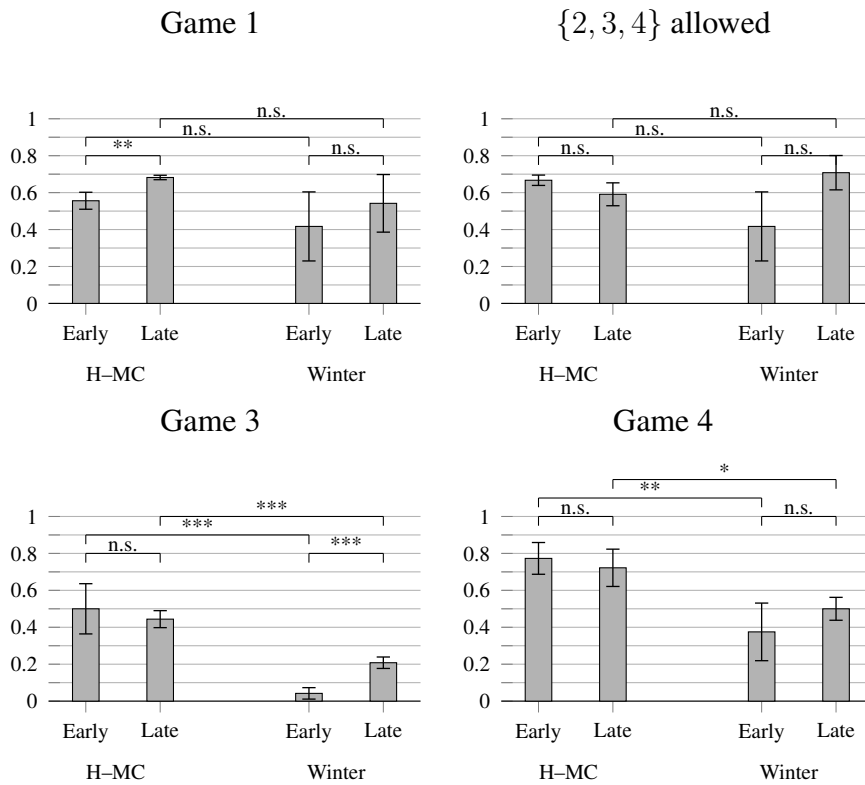 Game 1
n.s.
n.s.
**
n.s.
1
0.8
0.6
0.4
0.2
0
Early Late Early Late
H–MC Winter
{2, 3, 4} allowed
n.s.
n.s.
n.s.
n.s.
1
0.8
0.6
0.4
0.2
0
Early Late Early Late
H–MC Winter
Game 3
***
***
n.s.
***
1
0.8
0.6
0.4
0.2
0
Early Late Early Late
H–MC Winter
Game 4
*
**
n.s.
n.s.
1
0.8
0.6
0.4
0.2
0
Early Late Early Late
H–MC Winter